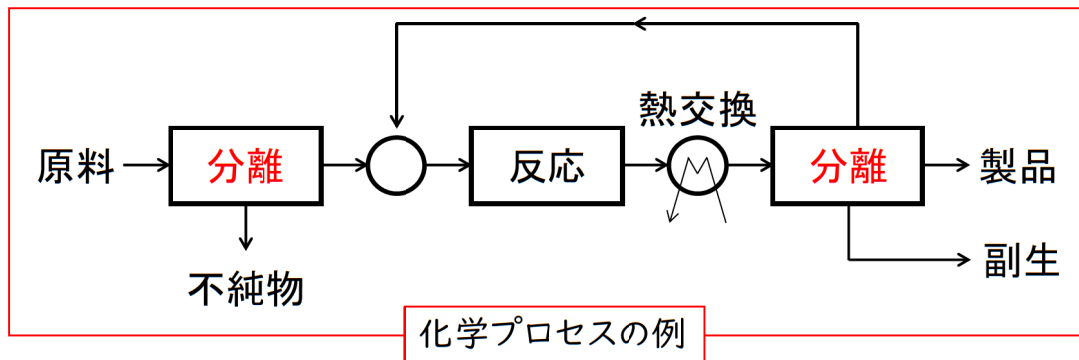 熱交換
原料
分離
反応
分離
製品
不純物
副生
化学プロセスの例